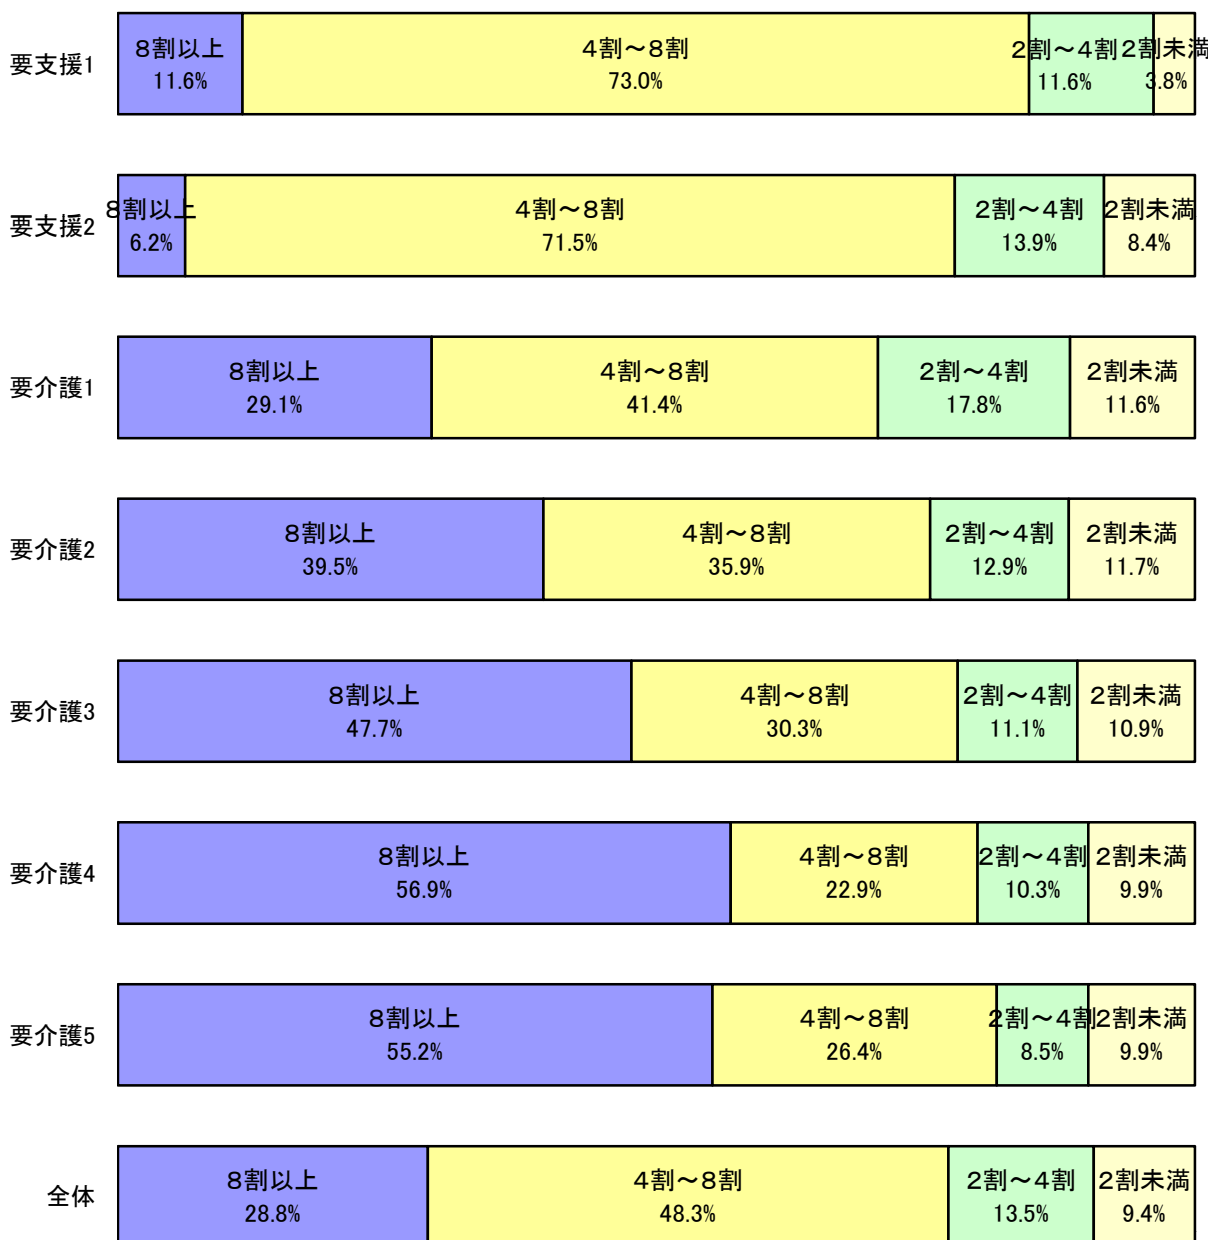 要支援1
8割以上 4割～8割 2割～4割 2割未満
11.6% 73.0% 11.6% 3.8%
要支援2
8割以上 4割～8割 2割～4割 2割未満
6.2% 71.5% 13.9% 8.4%
要介護1
8割以上 4割～8割 2割～4割 2割未満
29.1% 41.4% 17.8% 11.6%
要介護2
8割以上 4割～8割 2割～4割 2割未満
39.5% 35.9% 12.9% 11.7%
要介護3
8割以上 4割～8割 2割～4割 2割未満
47.7% 30.3% 11.1% 10.9%
要介護4
8割以上 4割～8割 2割～4割 2割未満
56.9% 22.9% 10.3% 9.9%
要介護5
8割以上 4割～8割 2割～4割 2割未満
55.2% 26.4% 8.5% 9.9%
全体
8割以上 4割～8割 2割～4割 2割未満
28.8% 48.3% 13.5% 9.4%